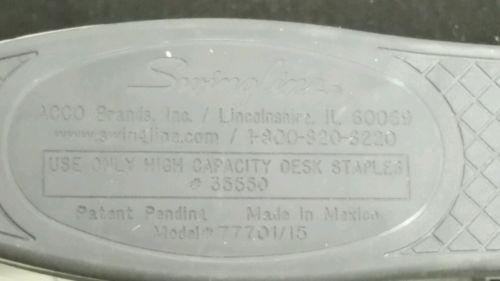 Swingline®
ACCO Brands, Inc. / Lincolnshire, IL 60069
www.swingline.com / 1-800-820-6220
USE ONLY HIGH CAPACITY DESK STAPLES
# 35550
Patent Pending Made in Mexico
Model# 77701/15